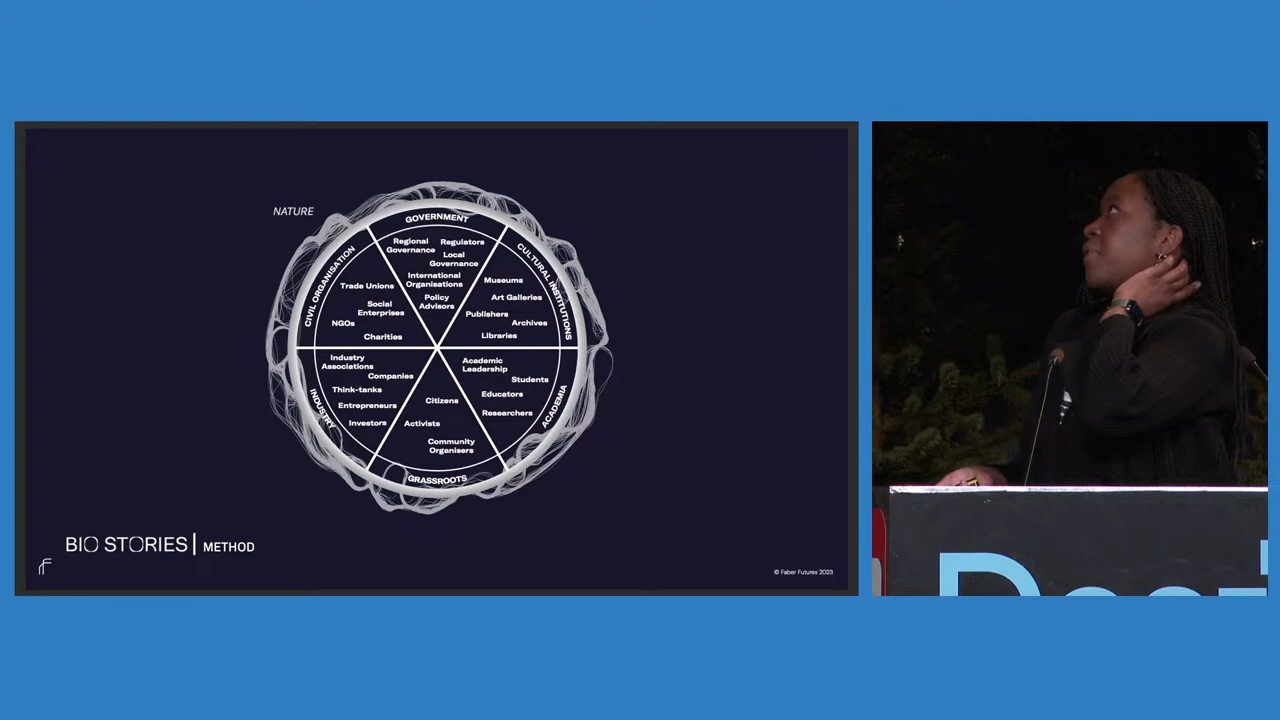 NATURE
GOVERNMENT
Regional
Governance
Regulators
Local
Governance
International
Organisations
Policy
Advisors
CULTURAL INSTITUTIONS
Museums
Art Galleries
Publishers
Archives
Libraries
ACADEMIA
Academic
Leadership
Students
Educators
Researchers
GRASSROOTS
Citizens
Activists
Community
Organisers
INDUSTRY
Industry
Associations
Companies
Think-tanks
Entrepreneurs
Investors
CIVIL ORGANISATION
Trade Unions
Social
Enterprises
NGOs
Charities
BIO STORIES | METHOD
© Faber Futures 2023